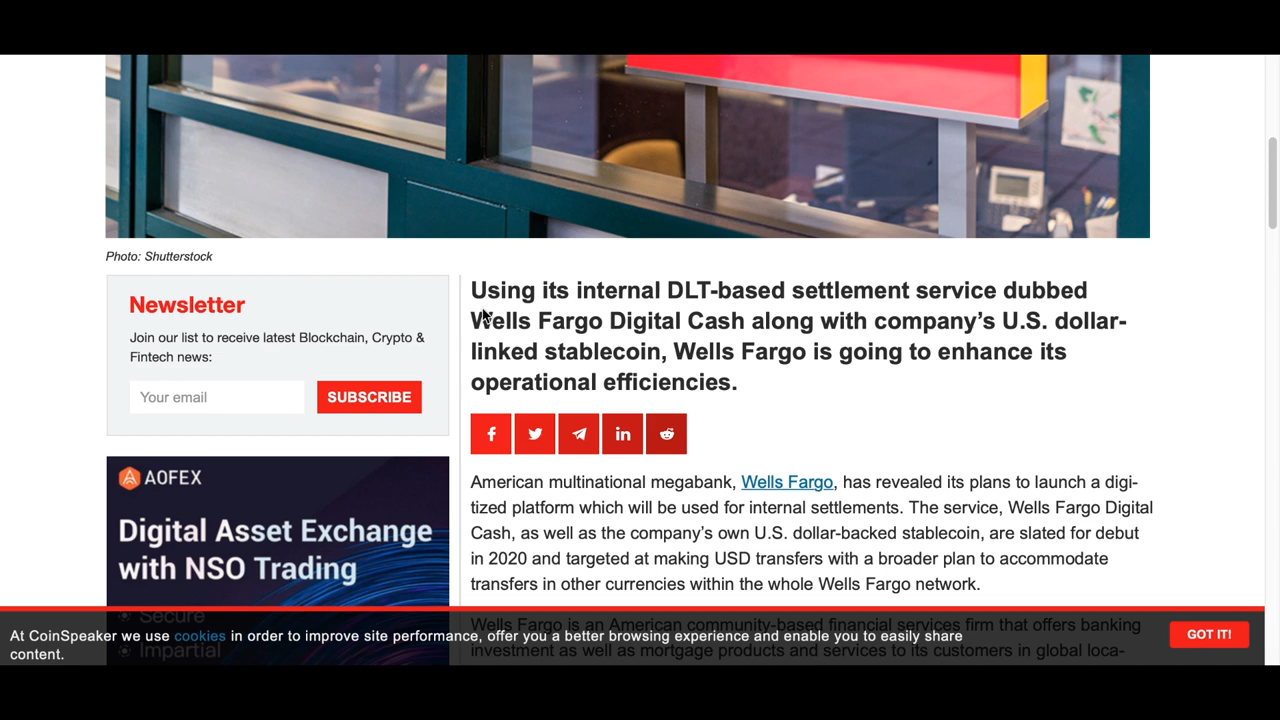 Photo: Shutterstock
Newsletter
Join our list to receive latest Blockchain, Crypto &
Fintech news:
Your email
SUBSCRIBE
AOFEX
Digital Asset Exchange
with NSO Trading
Secure
Impartial
Using its internal DLT-based settlement service dubbed
Wells Fargo Digital Cash along with company’s U.S. dollar-
linked stablecoin, Wells Fargo is going to enhance its
operational efficiencies.
American multinational megabank, Wells Fargo, has revealed its plans to launch a digi-
tized platform which will be used for internal settlements. The service, Wells Fargo Digital
Cash, as well as the company’s own U.S. dollar-backed stablecoin, are slated for debut
in 2020 and targeted at making USD transfers with a broader plan to accommodate
transfers in other currencies within the whole Wells Fargo network.
Wells Fargo is an American community-based financial services firm that offers banking
investment as well as mortgage products and services to its customers in global loca-
At CoinSpeaker we use cookies in order to improve site performance, offer you a better browsing experience and enable you to easily share
content.
GOT IT!